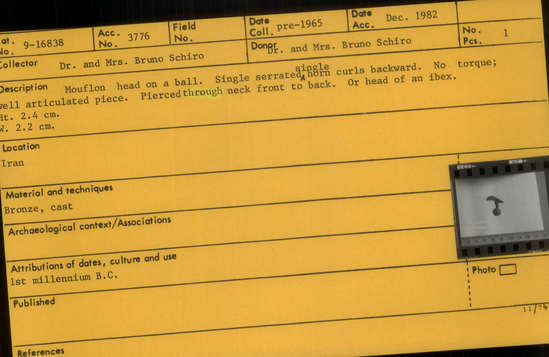 Cat. No. 9-16838 Acc. No. 3776 Field No. Date Coll. pre-1965 Date Acc. Dec. 1982
Collector Dr. and Mrs. Bruno Schiro Donor Dr. and Mrs. Bruno Schiro No. Pcs. 1
single
Description Mouflon head on a ball. Single serrated ^ horn curls backward. No torque;
well articulated piece. Pierced through neck front to back. Or head of an ibex.
Ht. 2.4 cm.
W. 2.2 cm.
Location
Iran
Material and techniques
Bronze, cast
Archaeological context/Associations
Attributions of dates, culture and use
1st millennium B.C.
Photo
Published
References